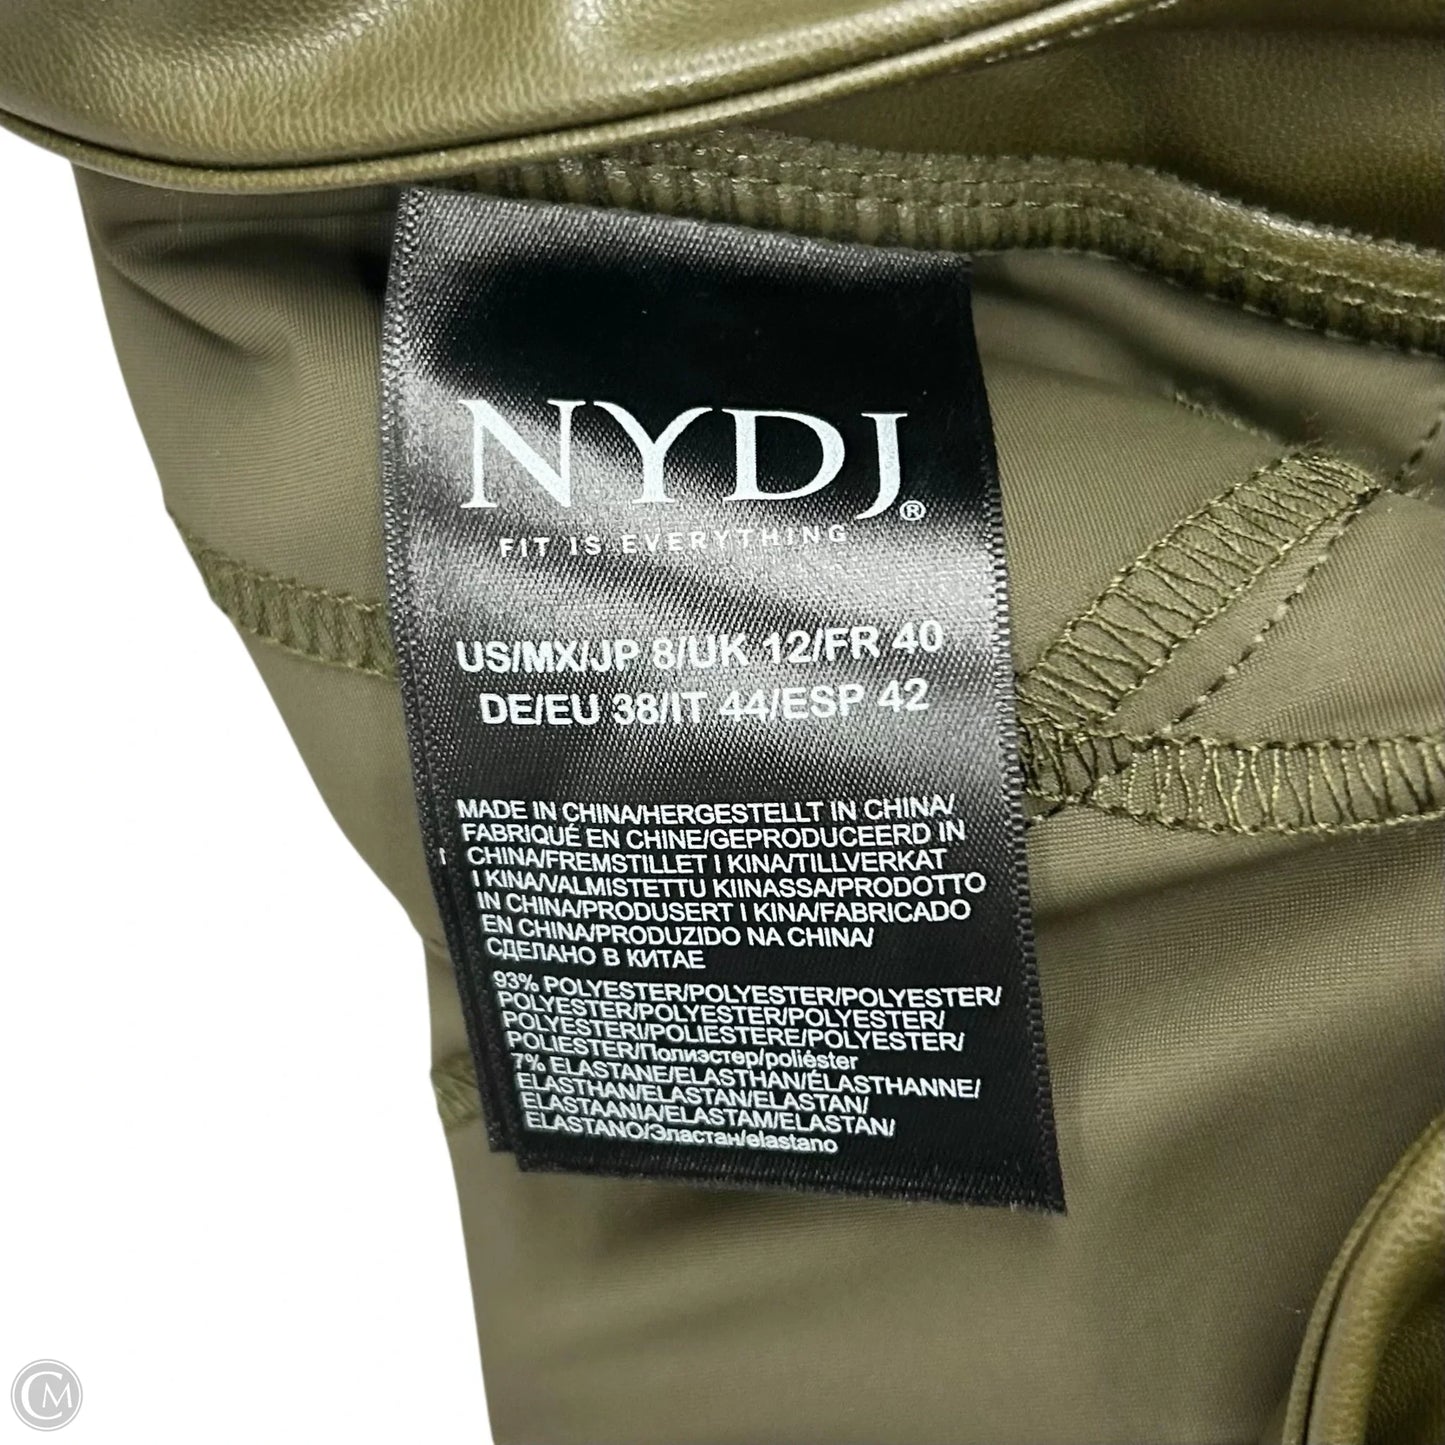 NYDJ®
FIT IS EVERYTHING
US/MX/JP 8/UK 12/FR 40
DE/EU 38/IT 44/ESP 42
MADE IN CHINA/HERGESTELLT IN CHINA/
FABRIQUÉ EN CHINE/GEPRODUCEERD IN
CHINA/FREMSTILLET I KINA/TILLVERKAT
I KINA/VALMISTETTU KIINASSA/PRODOTTO
IN CHINA/PRODUSERT I KINA/FABRICADO
EN CHINA/PRODUZIDO NA CHINA/
СДЕЛАНО В КИТАЕ
93% POLYESTER/POLYESTER/POLYESTER/
POLYESTER/POLYESTER/POLYESTER/
POLYESTERI/POLIESTERE/POLYESTER/
POLIESTER/Полиэстер/poliéster
7% ELASTANE/ELASTHAN/ÉLASTHANNE/
ELASTHAN/ELASTAN/ELASTAN/
ELASTAANIA/ELASTAM/ELASTAN/
ELASTANO/Эластан/elastano
CM